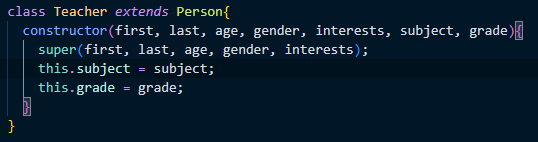 class Teacher extends Person{
  constructor(first, last, age, gender, interests, subject, grade){
    super(first, last, age, gender, interests);
    this.subject = subject;
    this.grade = grade;
  }
}